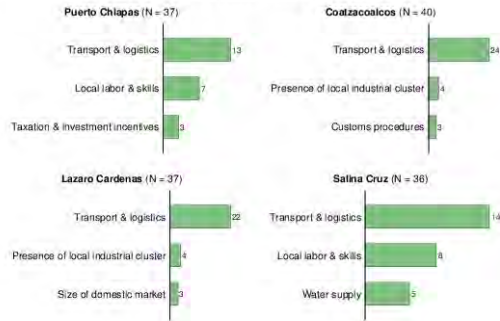 Puerto Chiapas (N = 37)
Transport & logistics 13
Local labor & skills 7
Taxation & investment incentives 3
Coatzacoalcos (N = 40)
Transport & logistics 24
Presence of local industrial cluster 4
Customs procedures 3
Lazaro Cardenas (N = 37)
Transport & logistics 22
Presence of local industrial cluster 4
Size of domestic market 3
Salina Cruz (N = 36)
Transport & logistics 14
Local labor & skills 8
Water supply 5